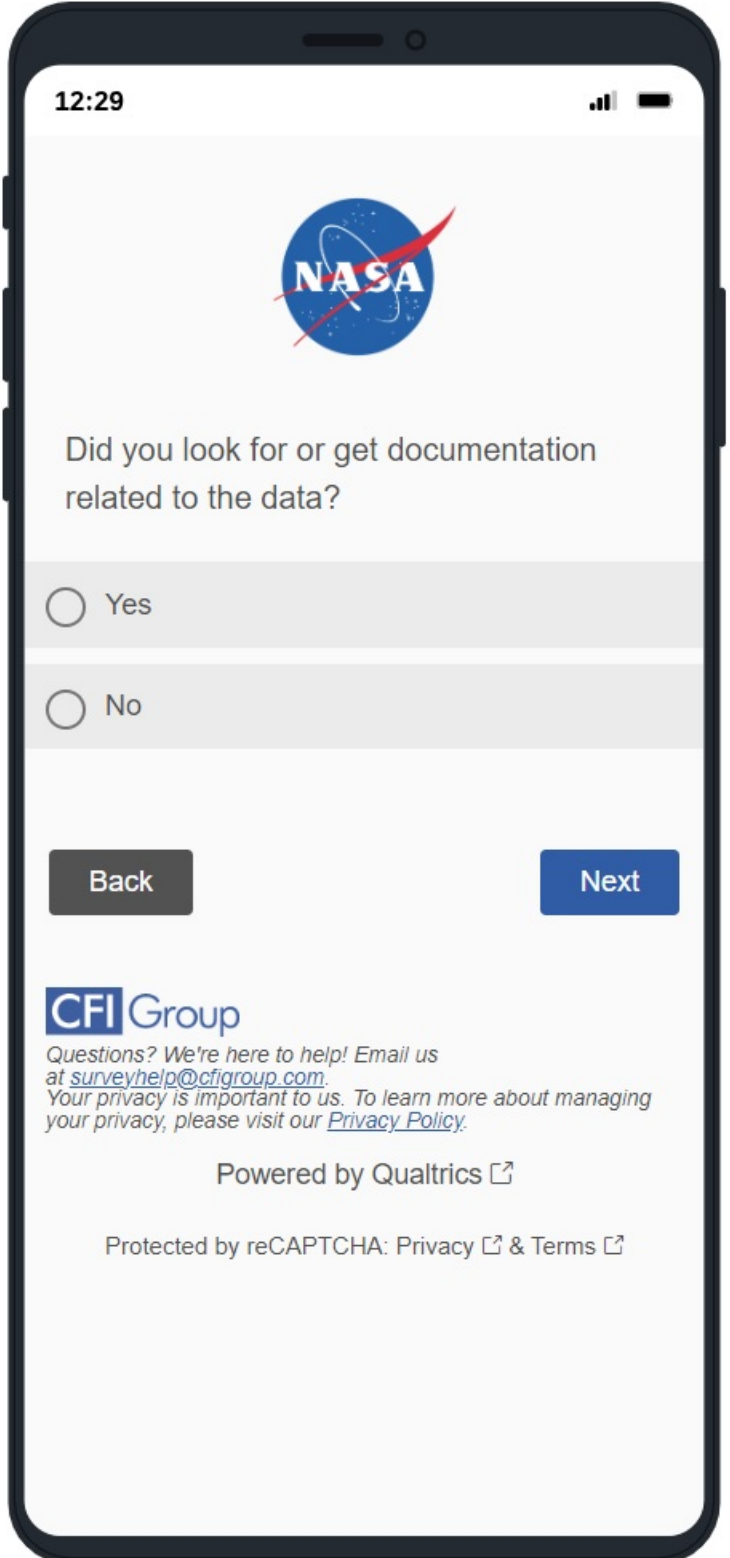 12:29
NASA
Did you look for or get documentation
related to the data?
Yes
No
Back
Next
CFI Group
Questions? We're here to help! Email us
at surveyhelp@cfigroup.com.
Your privacy is important to us. To learn more about managing
your privacy, please visit our Privacy Policy.
Powered by Qualtrics
Protected by reCAPTCHA: Privacy & Terms